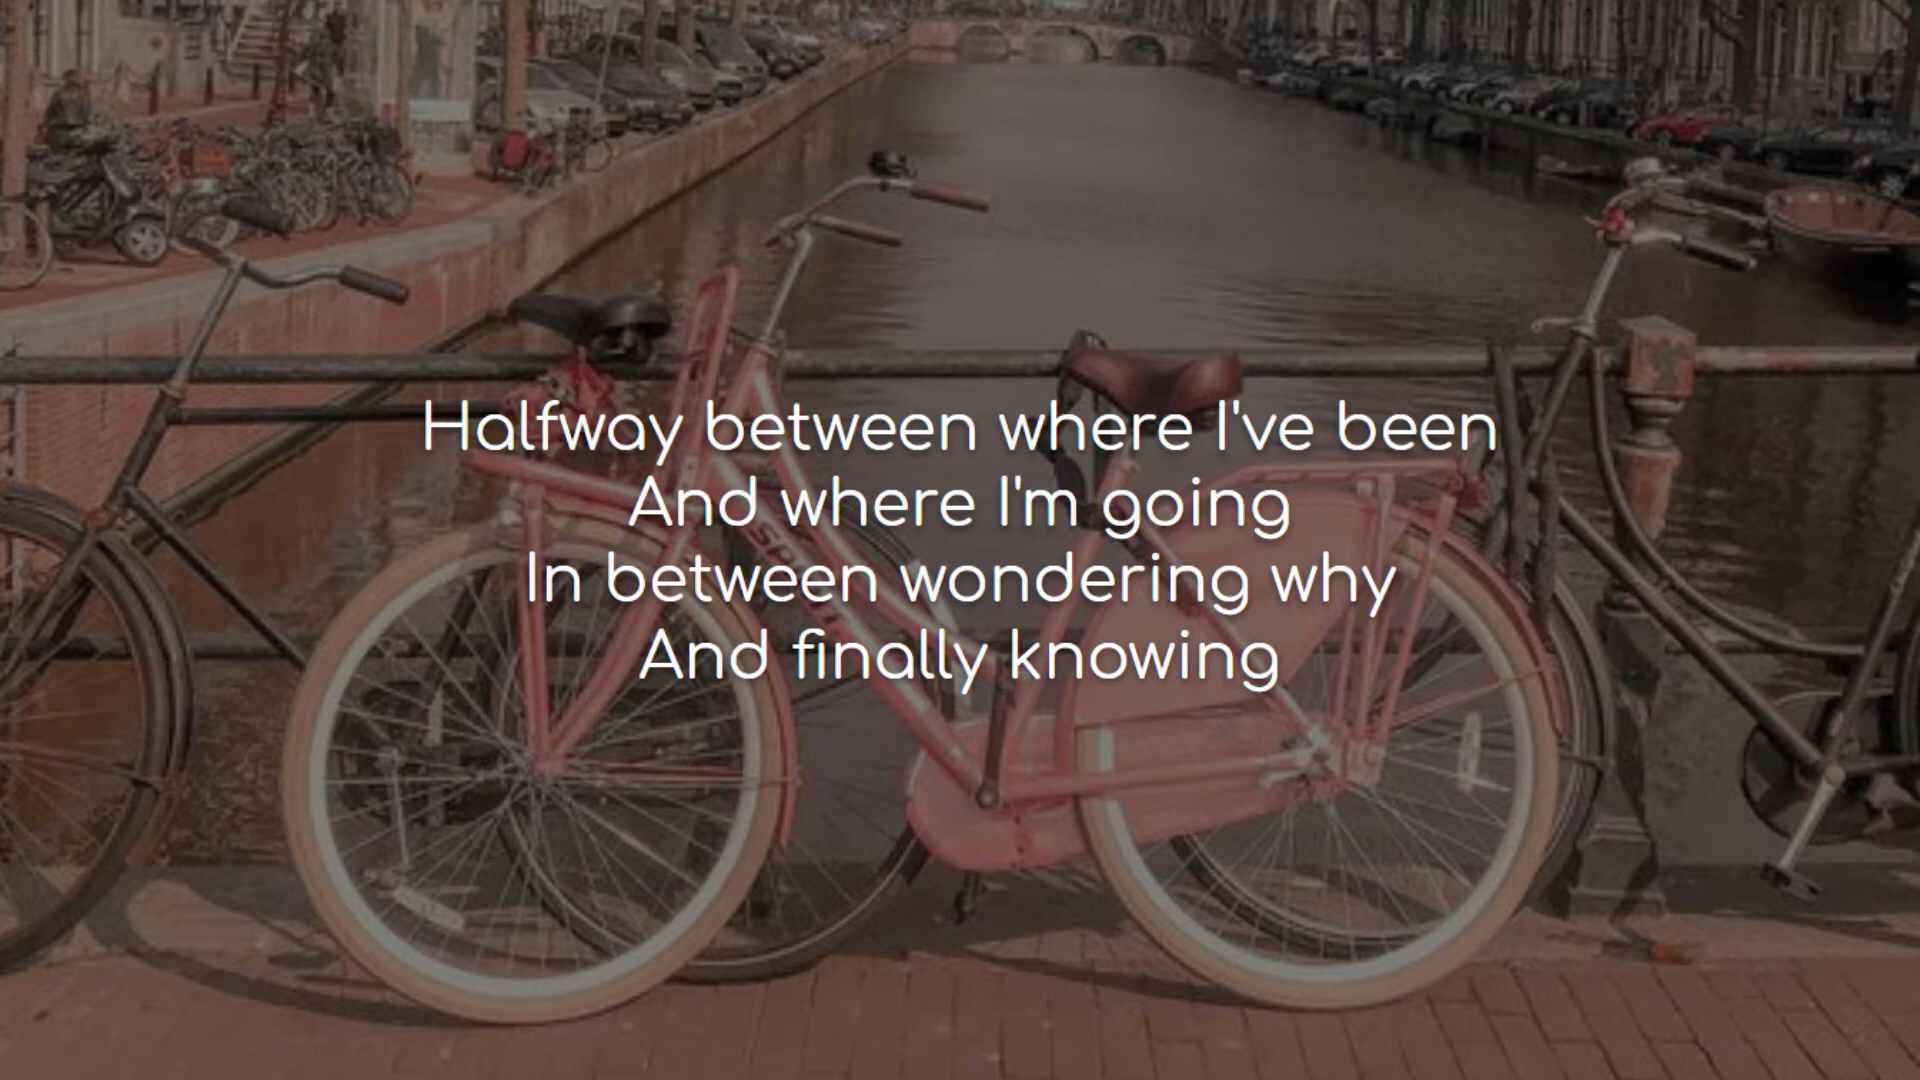 Halfway between where I've been
And where I'm going
In between wondering why
And finally knowing